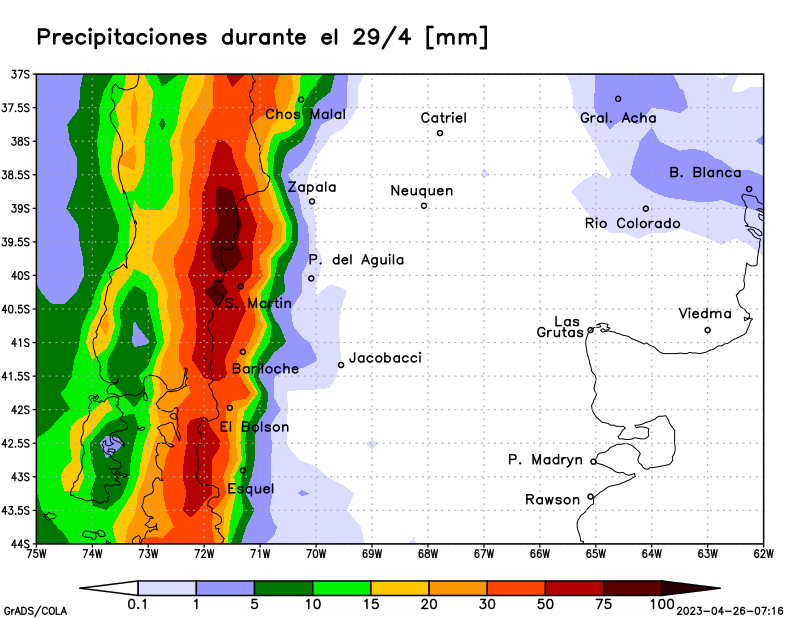 Precipitaciones durante el 29/4 [mm]
37S
37.5S
38S
38.5S
39S
39.5S
40S
40.5S
41S
41.5S
42S
42.5S
43S
43.5S
44S
Chos Malal
Catriel
Gral. Acha
B. Blanca
Zapala
Neuquen
Rio Colorado
P. del Aguila
S. Martin
Viedma
Las
Grutas
Bariloche
Jacobacci
El Bolson
P. Madryn
Esquel
Rawson
75W 74W 73W 72W 71W 70W 69W 68W 67W 66W 65W 64W 63W 62W
0.1 1 5 10 15 20 30 50 75 100
GrADS/COLA
2023-04-26-07:16